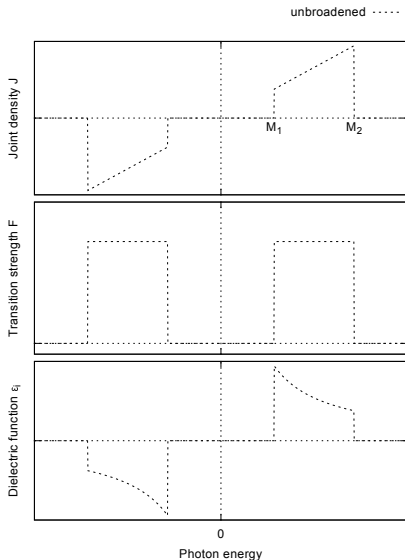 unbroadened
Joint density J
M1
M2
Transition strength F
Dielectric function εi
0
Photon energy